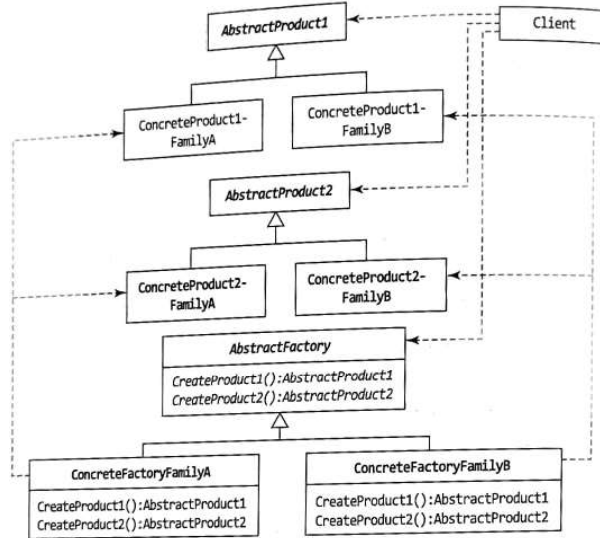 AbstractProduct1
Client
ConcreteProduct1-
FamilyA
ConcreteProduct1-
FamilyB
AbstractProduct2
ConcreteProduct2-
FamilyA
ConcreteProduct2-
FamilyB
AbstractFactory
CreateProduct1():AbstractProduct1
CreateProduct2():AbstractProduct2
ConcreteFactoryFamilyA
CreateProduct1():AbstractProduct1
CreateProduct2():AbstractProduct2
ConcreteFactoryFamilyB
CreateProduct1():AbstractProduct1
CreateProduct2():AbstractProduct2